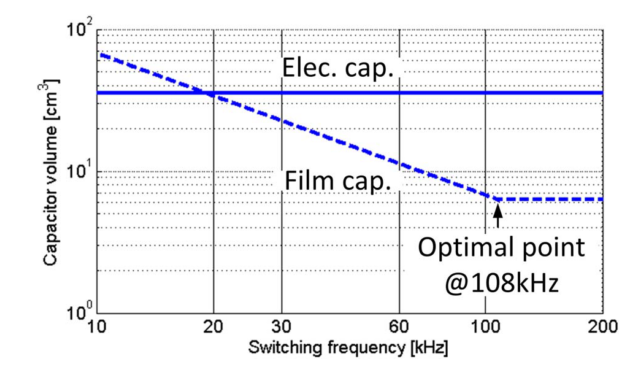 10²
Elec. cap.
Capacitor volume [cm³]
10¹
Film cap.
Optimal point
@108kHz
10⁰
10 20 30 60 100 200
Switching frequency [kHz]